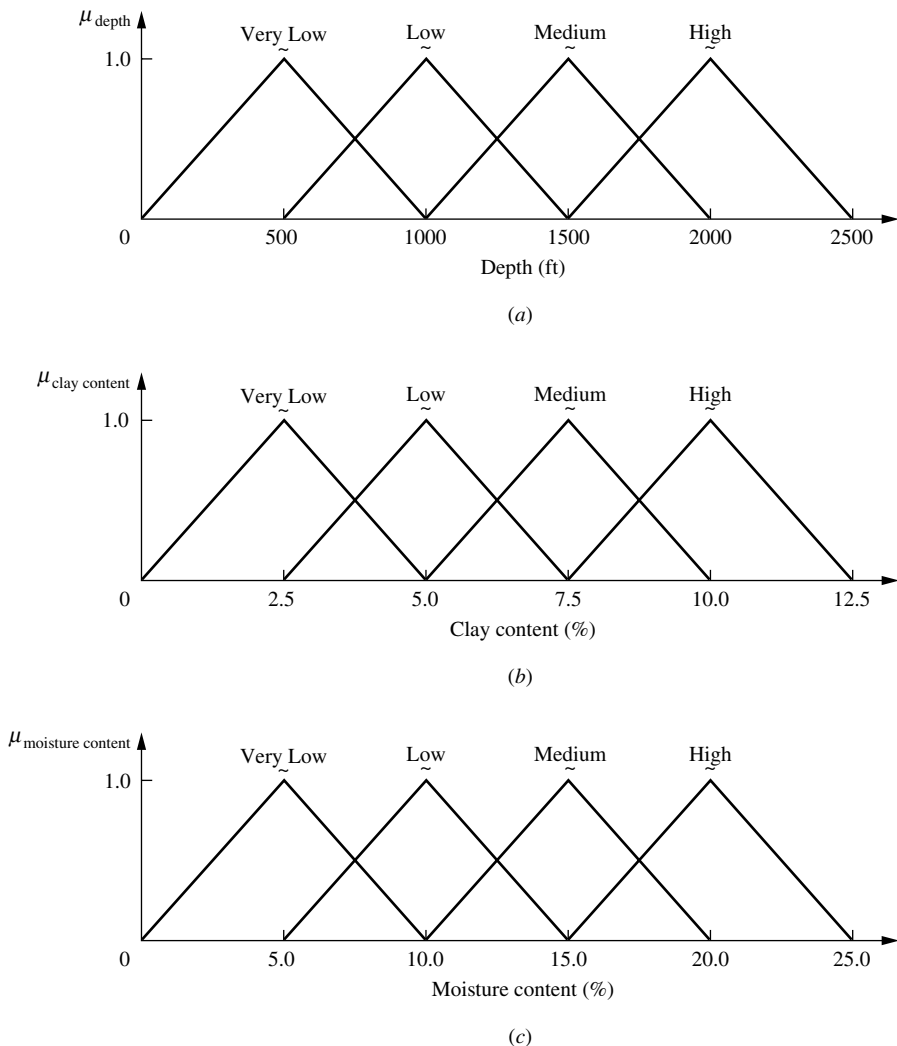 μ depth
Very Low Low Medium High
~ ~ ~ ~
1.0
0 500 1000 1500 2000 2500
Depth (ft)
(a)
μ clay content
Very Low Low Medium High
~ ~ ~ ~
1.0
0 2.5 5.0 7.5 10.0 12.5
Clay content (%)
(b)
μ moisture content
Very Low Low Medium High
~ ~ ~ ~
1.0
0 5.0 10.0 15.0 20.0 25.0
Moisture content (%)
(c)